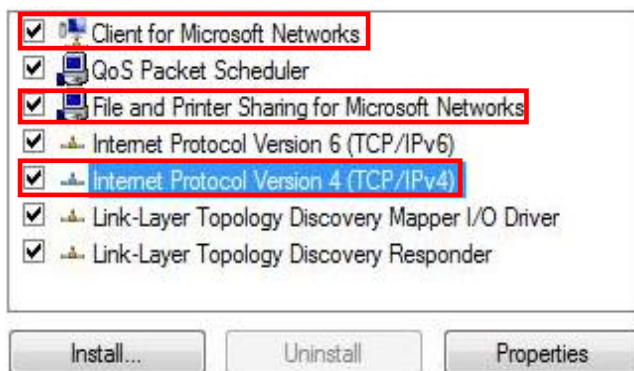 Client for Microsoft Networks
QoS Packet Scheduler
File and Printer Sharing for Microsoft Networks
Internet Protocol Version 6 (TCP/IPv6)
Internet Protocol Version 4 (TCP/IPv4)
Link-Layer Topology Discovery Mapper I/O Driver
Link-Layer Topology Discovery Responder
Install... Uninstall Properties